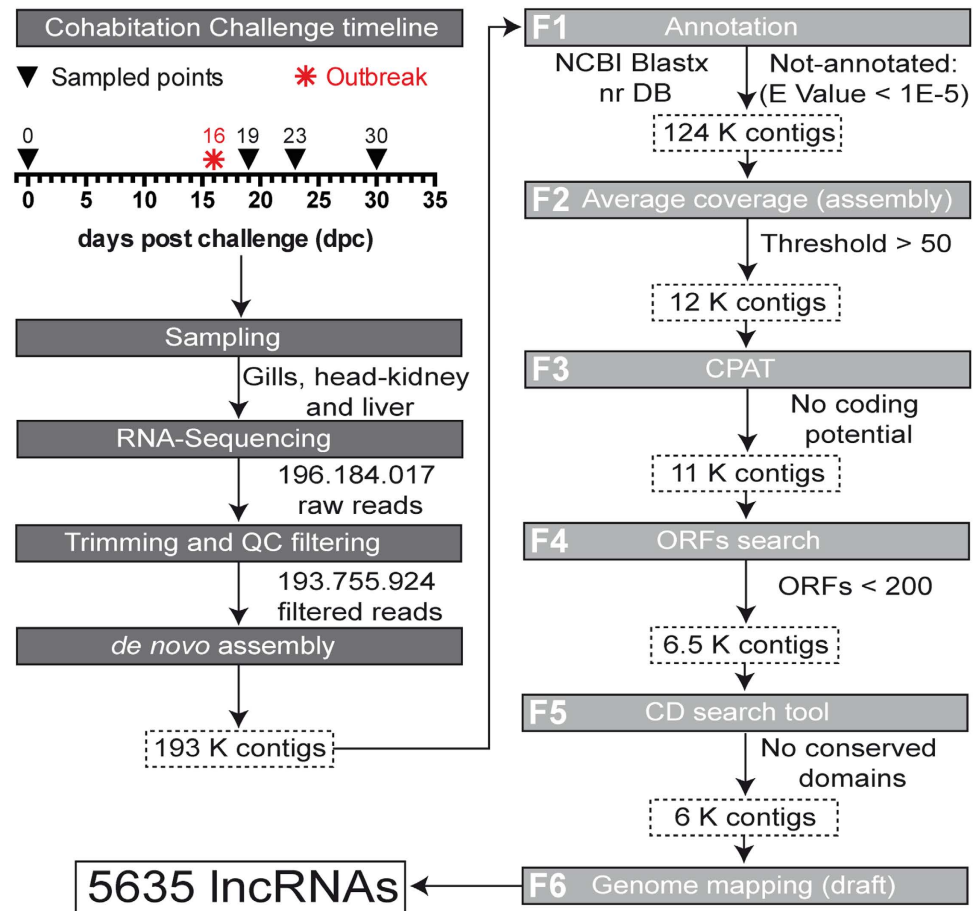 Cohabitation Challenge timeline
Sampled points
Outbreak
0 16 19 23 30
0 5 10 15 20 25 30 35
days post challenge (dpc)
Sampling
Gills, head-kidney
and liver
RNA-Sequencing
196.184.017
raw reads
Trimming and QC filtering
193.755.924
filtered reads
de novo assembly
193 K contigs
F1 Annotation
NCBI Blastx
nr DB
Not-annotated:
(E Value < 1E-5)
124 K contigs
F2 Average coverage (assembly)
Threshold > 50
12 K contigs
F3 CPAT
No coding
potential
11 K contigs
F4 ORFs search
ORFs < 200
6.5 K contigs
F5 CD search tool
No conserved
domains
6 K contigs
F6 Genome mapping (draft)
5635 lncRNAs